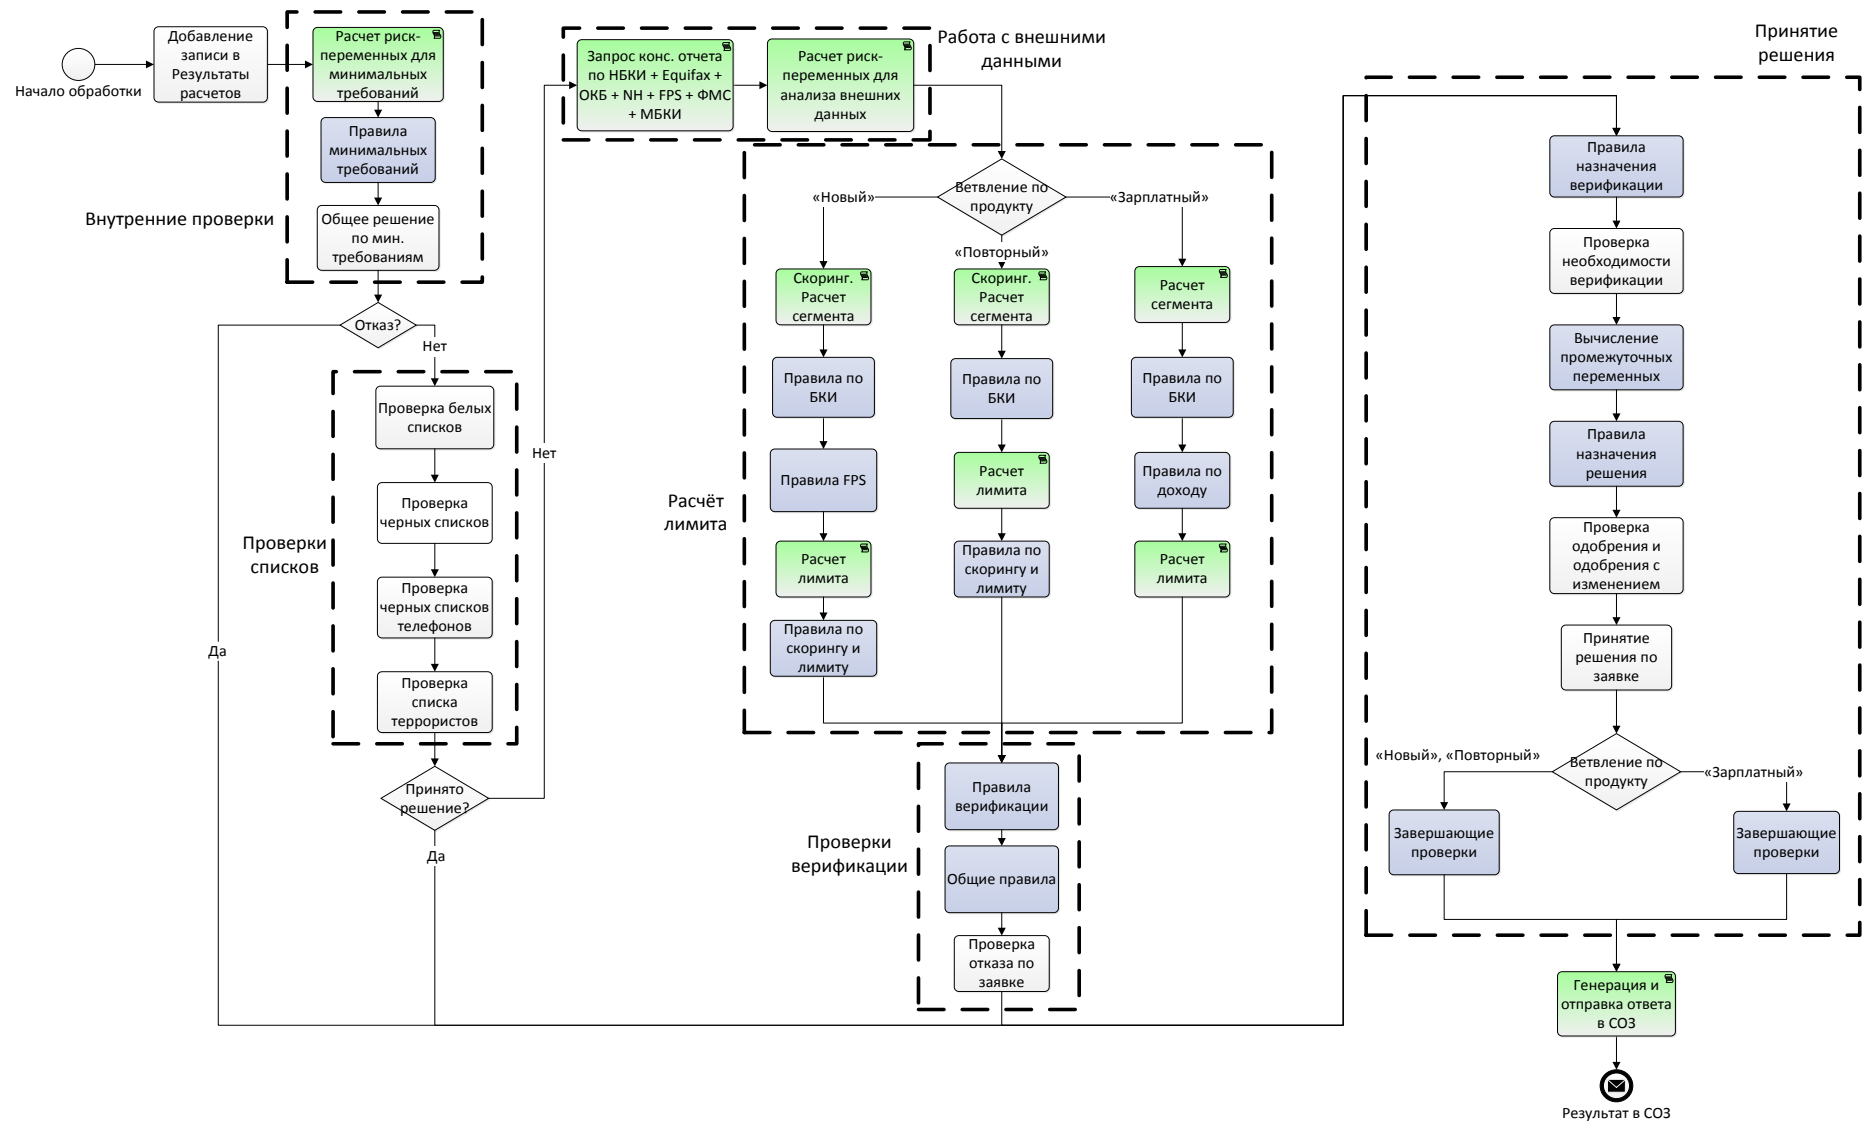 Начало обработки
Добавление
записи в
Результаты
расчетов
Расчет риск-
переменных для
минимальных
требований
Правила
минимальных
требований
Общее решение
по мин.
требованиям
Внутренние проверки
Отказ?
Нет
Да
Проверка белых
списков
Проверка
черных списков
Проверка
черных списков
телефонов
Проверка
списка
террористов
Проверки
списков
Принято
решение?
Да
Нет
Запрос конс. отчета
по НБКИ + Equifax +
ОКБ + NH + FPS + ФМС
+ МБКИ
Расчет риск-
переменных для
анализа внешних
данных
Работа с внешними
данными
Ветвление по
продукту
«Новый»
«Повторный»
«Зарплатный»
Скоринг.
Расчет
сегмента
Правила по
БКИ
Правила FPS
Расчет
лимита
Правила по
скорингу и
лимиту
Скоринг.
Расчет
сегмента
Правила по
БКИ
Расчет
лимита
Правила по
скорингу и
лимиту
Расчет
сегмента
Правила по
БКИ
Правила по
доходу
Расчет
лимита
Расчёт
лимита
Правила
верификации
Общие правила
Проверка
отказа по
заявке
Проверки
верификации
Принятие
решения
Правила
назначения
верификации
Проверка
необходимости
верификации
Вычисление
промежуточных
переменных
Правила
назначения
решения
Проверка
одобрения и
одобрения с
изменением
Принятие
решения по
заявке
Ветвление по
продукту
«Новый», «Повторный»
«Зарплатный»
Завершающие
проверки
Завершающие
проверки
Генерация и
отправка ответа
в СОЗ
Результат в СОЗ